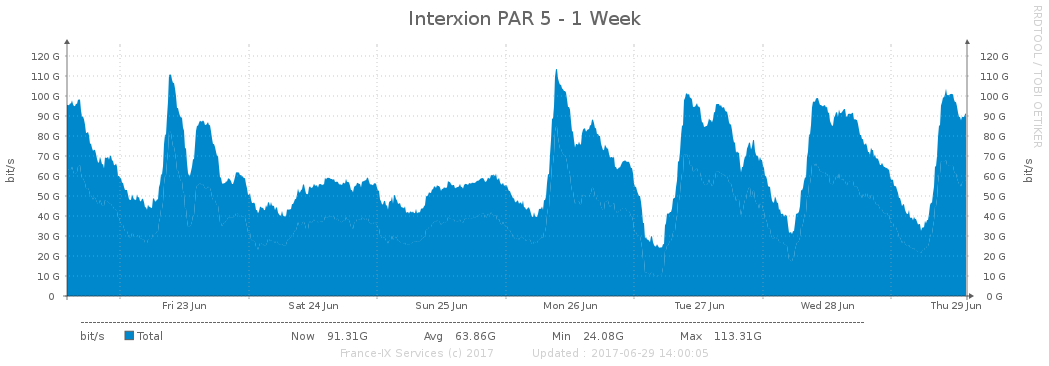 Interxion PAR 5 - 1 Week
RRDTOOL / TOBI OETIKER
bit/s
120 G 120 G
110 G 110 G
100 G 100 G
90 G 90 G
80 G 80 G
70 G 70 G
60 G 60 G
50 G 50 G
40 G 40 G
30 G 30 G
20 G 20 G
10 G 10 G
0 0 G
bit/s
Fri 23 Jun Sat 24 Jun Sun 25 Jun Mon 26 Jun Tue 27 Jun Wed 28 Jun Thu 29 Jun
bit/s Total Now 91.31G Avg 63.86G Min 24.08G Max 113.31G
France-IX Services (c) 2017 Updated : 2017-06-29 14:00:05